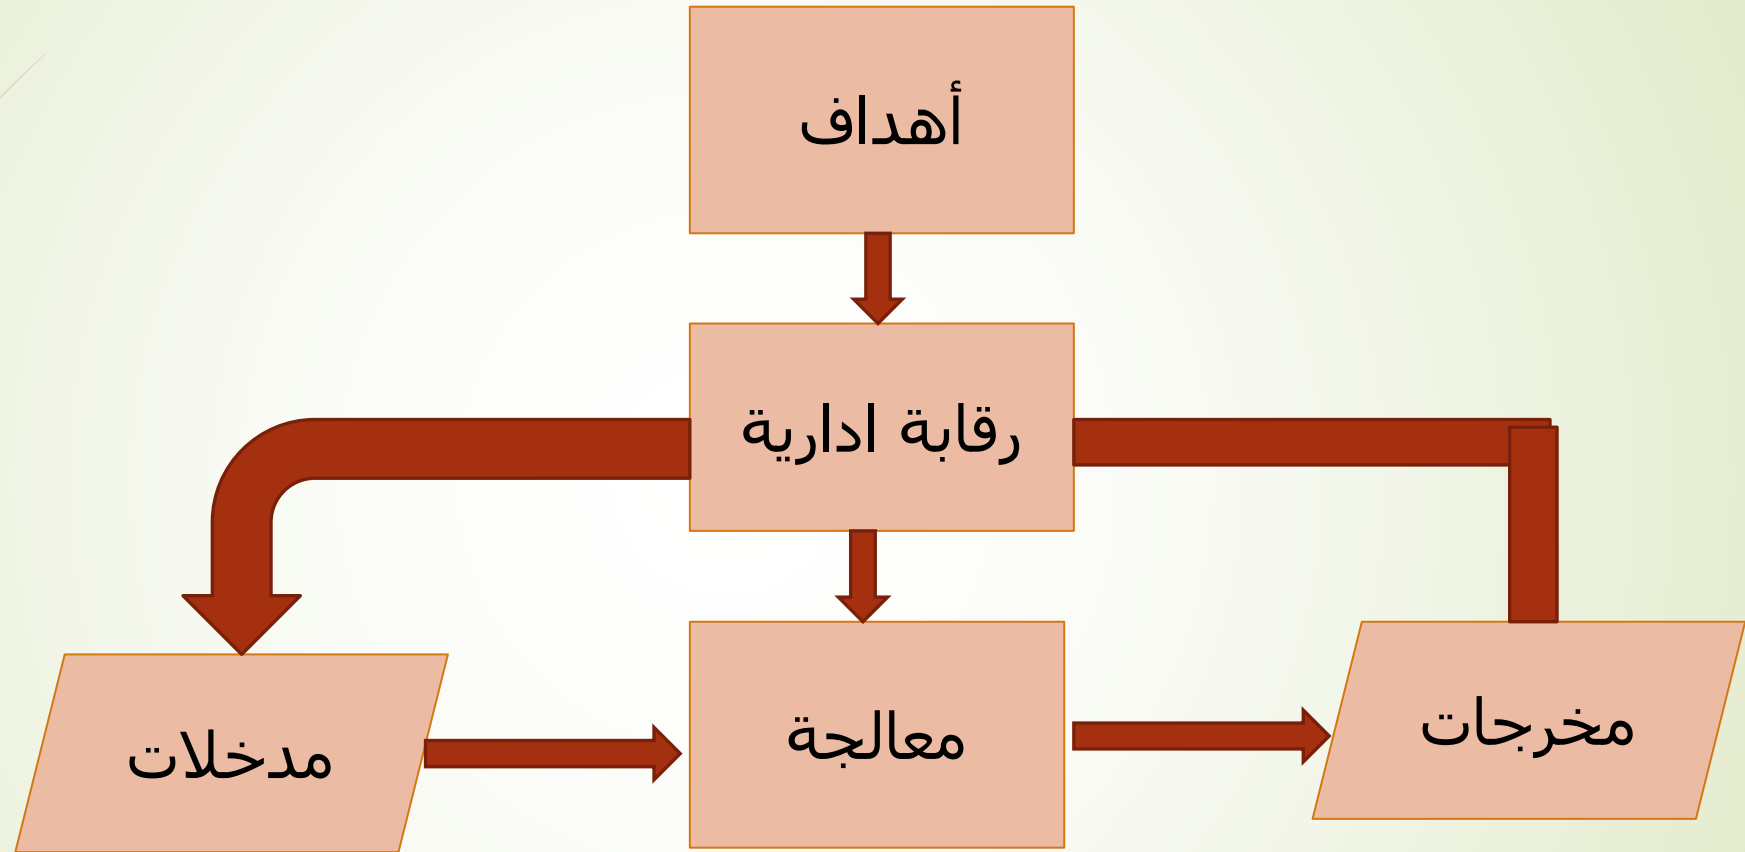 أهداف
رقابة ادارية
مدخلات
معالجة
مخرجات